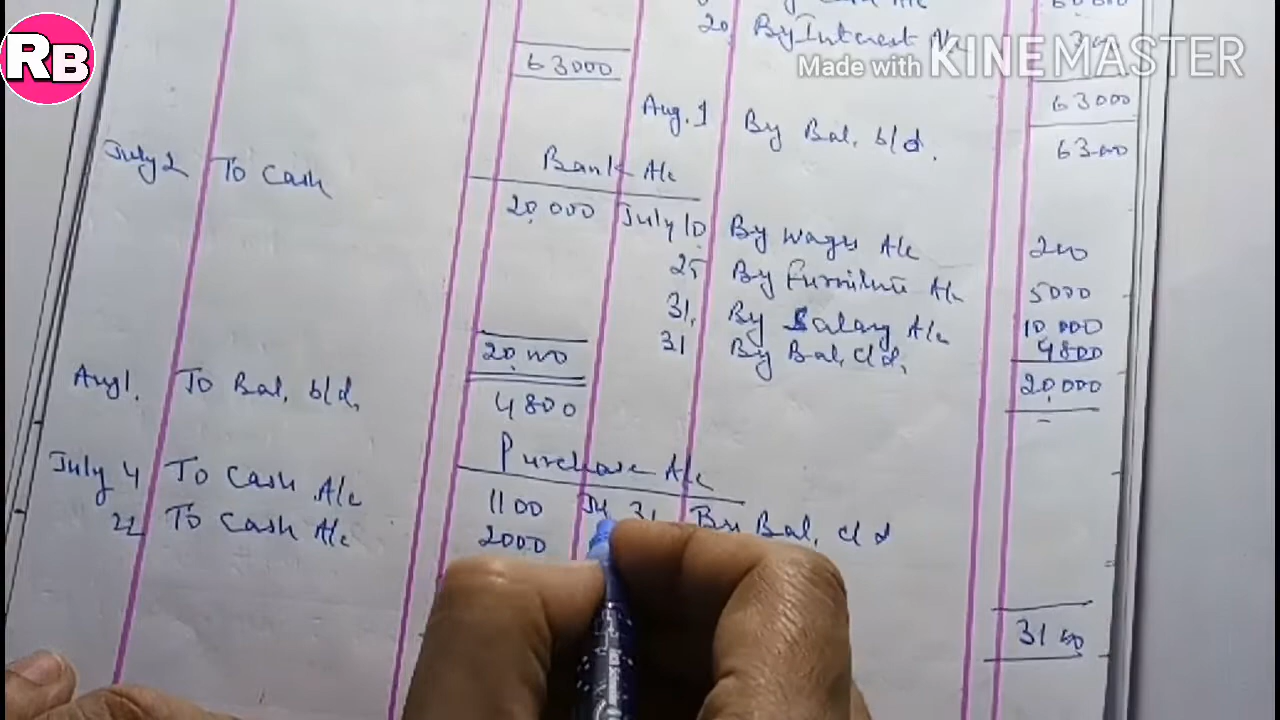 RB
Made with KINEMASTER
20, By Interest A/c
63000
63000
Aug. 1 By Bal. b/d.
Bank A/c
July 2 To Cash 20,000 July 10 By Wages A/c 200
25 By Furniture A/c 5000
31, By Salary A/c 10,000
31 By Bal. c/d. 4800
20,000 20,000
Aug 1. To Bal. b/d, 4800
Purchase A/c
July 4 To Cash A/c 1100 31 By Bal. c/d
22 To Cash A/c 2000
3100